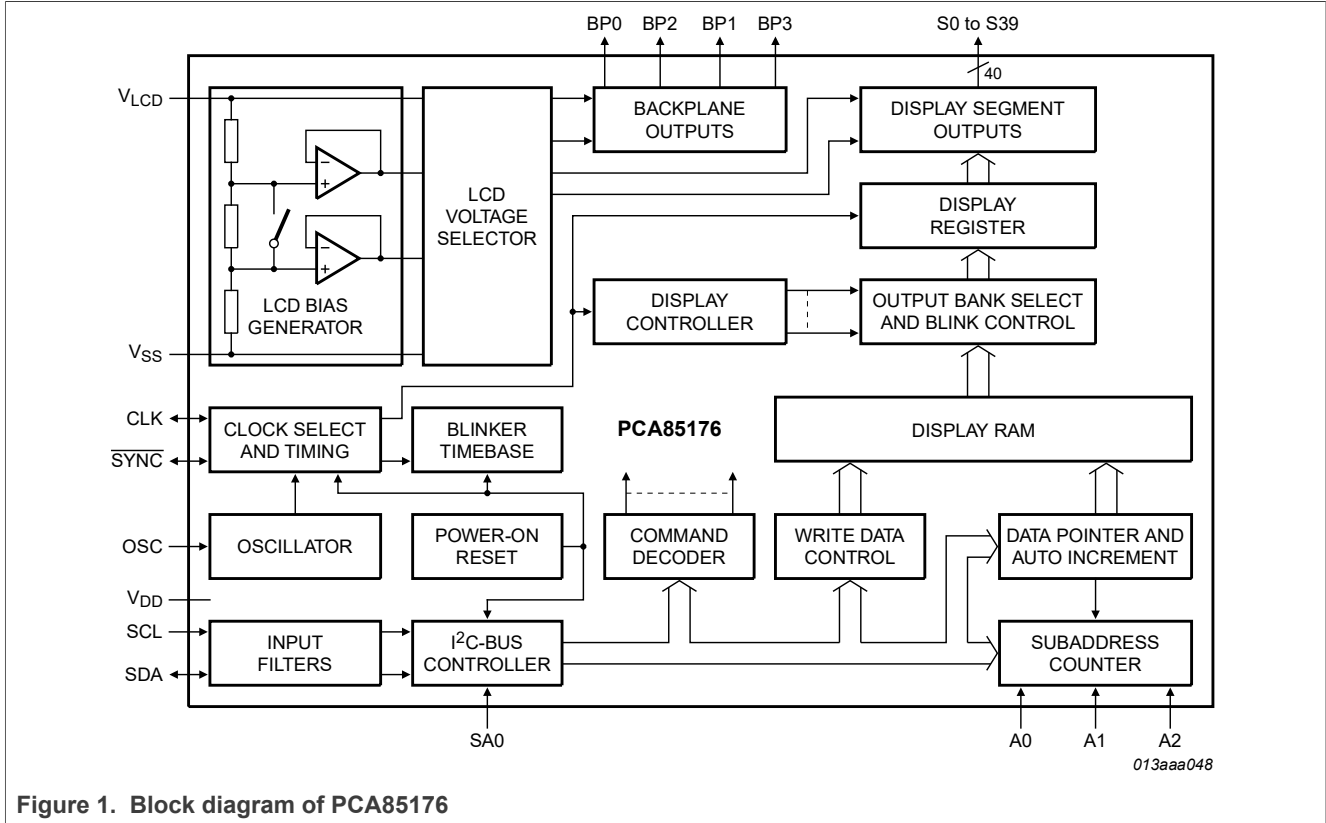 BP0 BP2 BP1 BP3 S0 to S39
40
VLCD
BACKPLANE
OUTPUTS
DISPLAY SEGMENT
OUTPUTS
LCD
VOLTAGE
SELECTOR
DISPLAY
REGISTER
LCD BIAS
GENERATOR
DISPLAY
CONTROLLER
OUTPUT BANK SELECT
AND BLINK CONTROL
VSS
CLK
SYNC
CLOCK SELECT
AND TIMING
BLINKER
TIMEBASE
PCA85176
DISPLAY RAM
OSC
OSCILLATOR
POWER-ON
RESET
COMMAND
DECODER
WRITE DATA
CONTROL
DATA POINTER AND
AUTO INCREMENT
VDD
SCL
SDA
INPUT
FILTERS
I²C-BUS
CONTROLLER
SUBADDRESS
COUNTER
SA0 A0 A1 A2
013aaa048
Figure 1. Block diagram of PCA85176